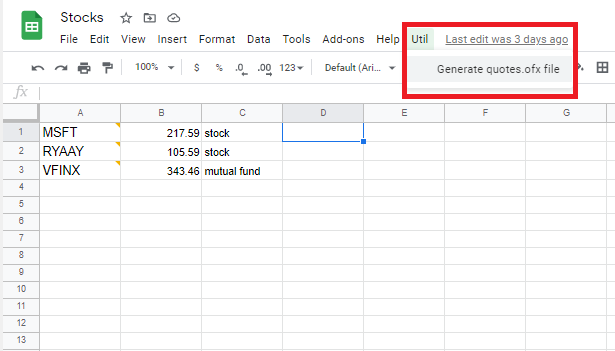 Stocks
File Edit View Insert Format Data Tools Add-ons Help Util Last edit was 3 days ago
Generate quotes.ofx file
100% $ % .0 .00 123 Default (Ari...
fx
A B C D E F G
1 MSFT 217.59 stock
2 RYAAY 105.59 stock
3 VFINX 343.46 mutual fund
4
5
6
7
8
9
10
11
12
13